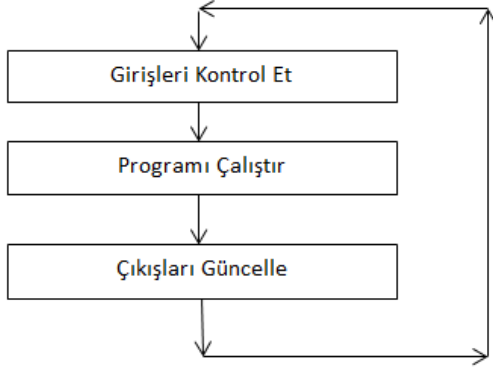 Girişleri Kontrol Et
Programı Çalıştır
Çıkışları Güncelle